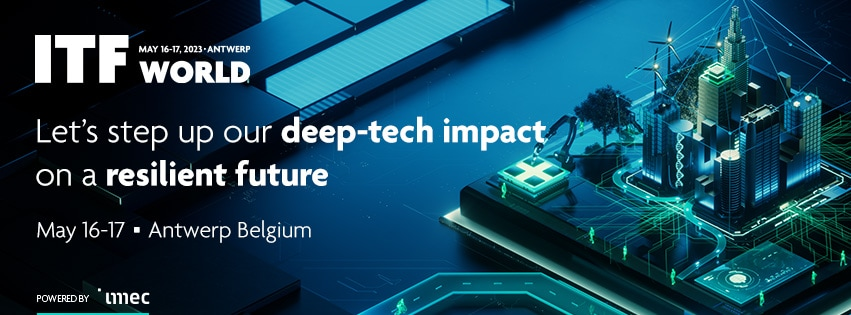 ITF
MAY 16-17, 2023 • ANTWERP
WORLD
Let's step up our deep-tech impact
on a resilient future
May 16-17 ▪ Antwerp Belgium
POWERED BY imec